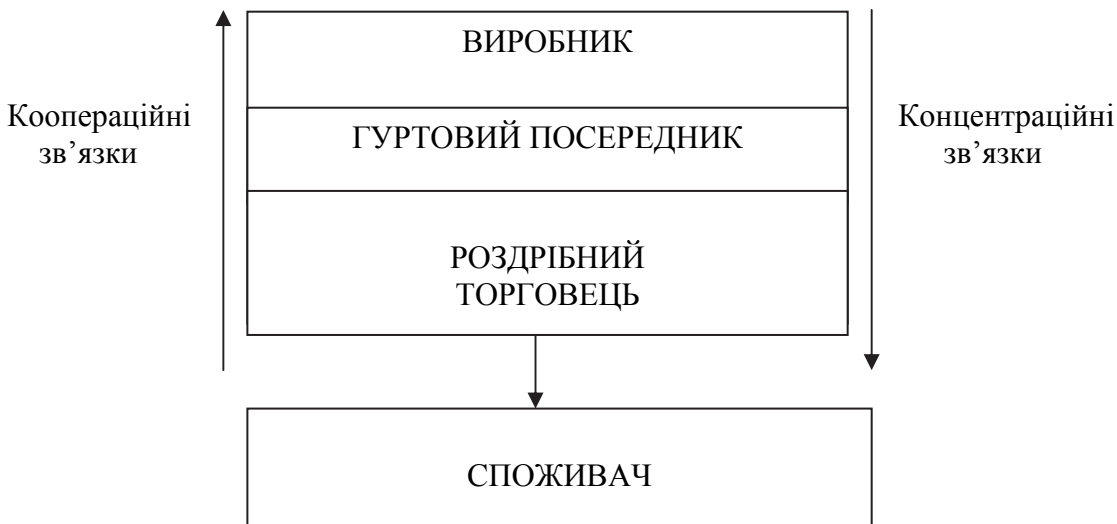 ВИРОБНИК
Коопераційні
зв’язки
ГУРТОВИЙ ПОСЕРЕДНИК
Концентраційні
зв’язки
РОЗДРІБНИЙ
ТОРГОВЕЦЬ
СПОЖИВАЧ